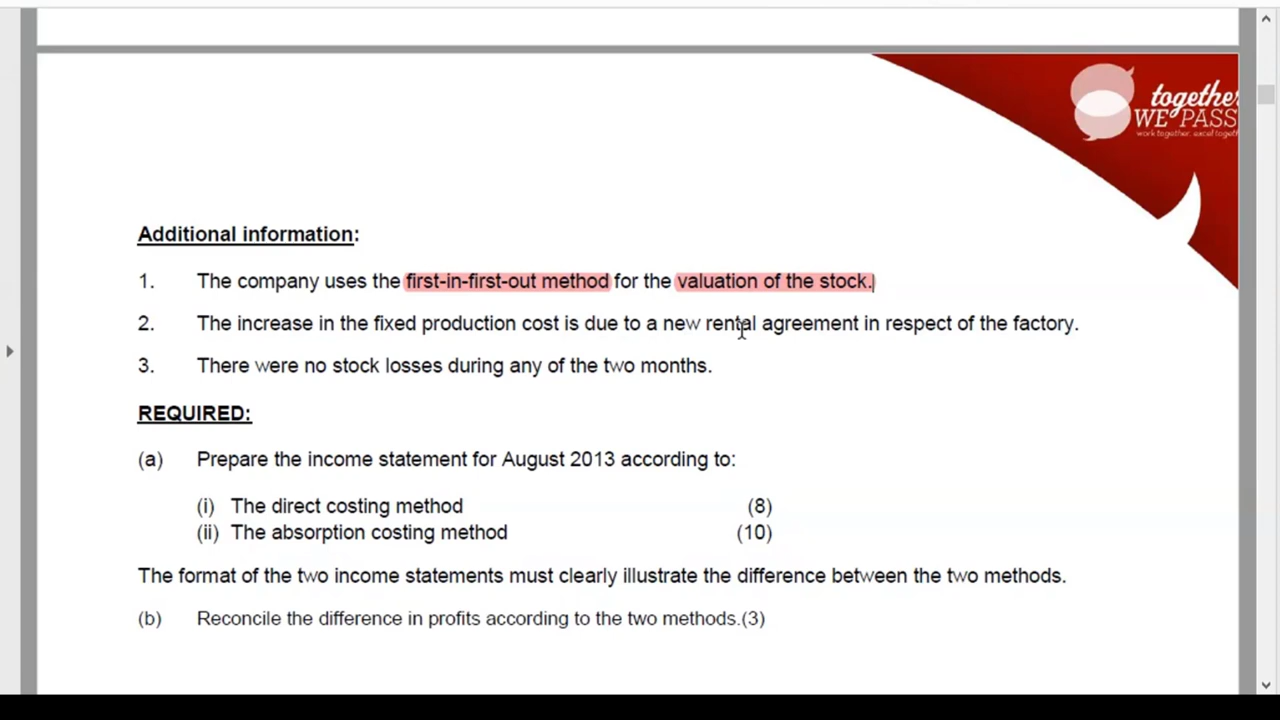 together
WE PASS
work together. excel togeth
Additional information:
1. The company uses the first-in-first-out method for the valuation of the stock.
2. The increase in the fixed production cost is due to a new rental agreement in respect of the factory.
3. There were no stock losses during any of the two months.
REQUIRED:
(a) Prepare the income statement for August 2013 according to:
(i) The direct costing method (8)
(ii) The absorption costing method (10)
The format of the two income statements must clearly illustrate the difference between the two methods.
(b) Reconcile the difference in profits according to the two methods.(3)